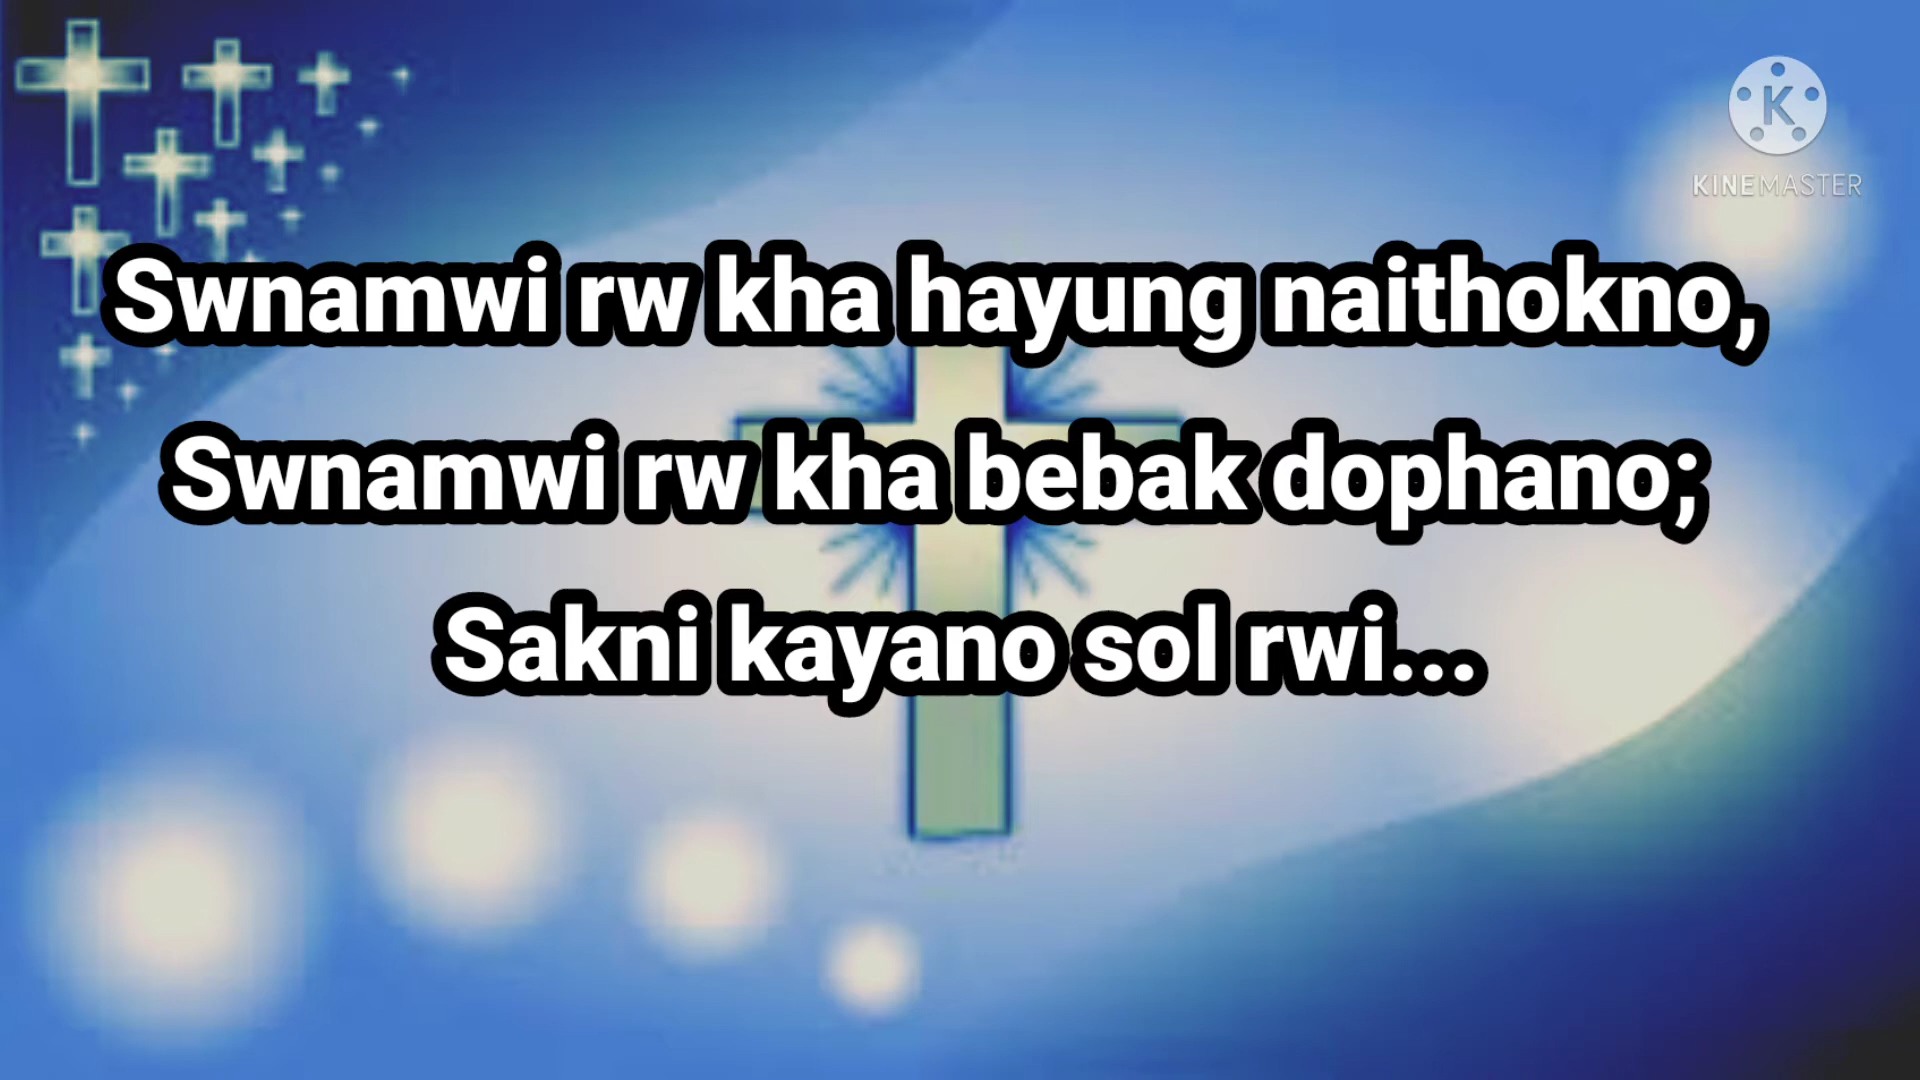 K
KINEMASTER
Swnamwi rw kha hayung naithokno,
Swnamwi rw kha bebak dophano;
Sakni kayano sol rwi...